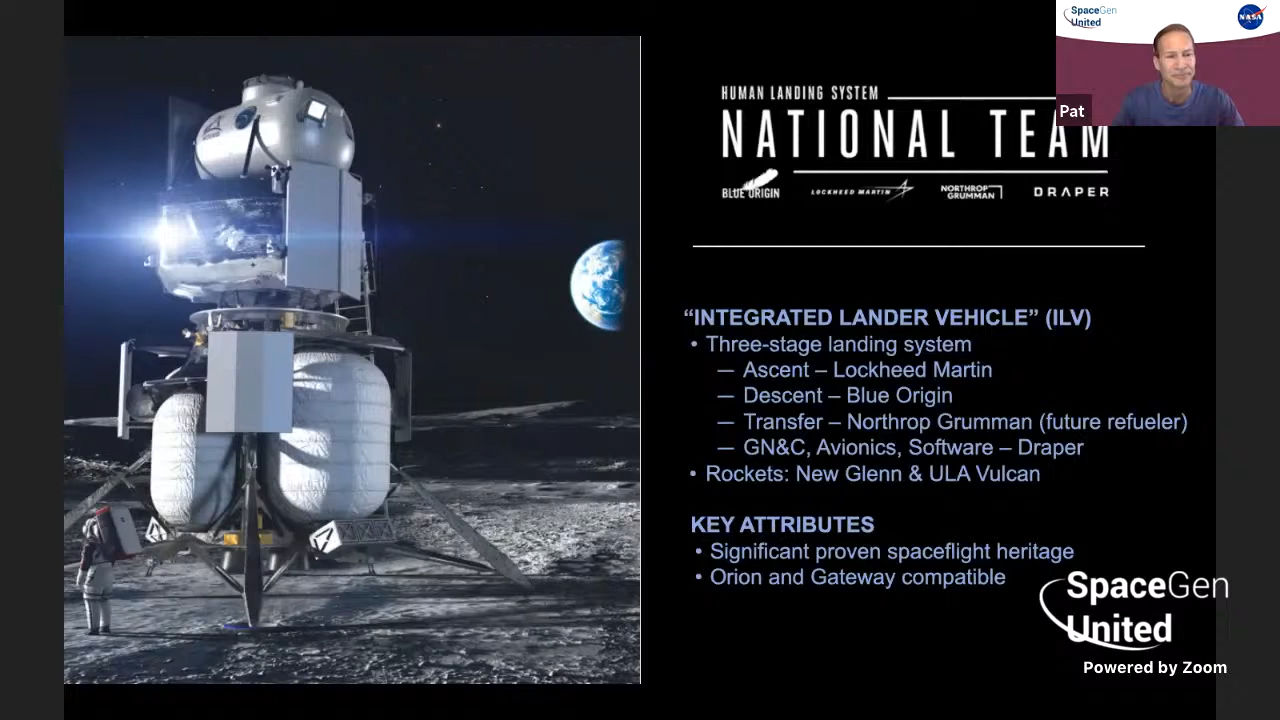 SpaceGen
United
NASA
Pat
HUMAN LANDING SYSTEM
NATIONAL TEAM
BLUE ORIGIN LOCKHEED MARTIN NORTHROP GRUMMAN DRAPER
“INTEGRATED LANDER VEHICLE” (ILV)
• Three-stage landing system
— Ascent – Lockheed Martin
— Descent – Blue Origin
— Transfer – Northrop Grumman (future refueler)
— GN&C, Avionics, Software – Draper
• Rockets: New Glenn & ULA Vulcan
KEY ATTRIBUTES
• Significant proven spaceflight heritage
• Orion and Gateway compatible
SpaceGen
United
Powered by Zoom